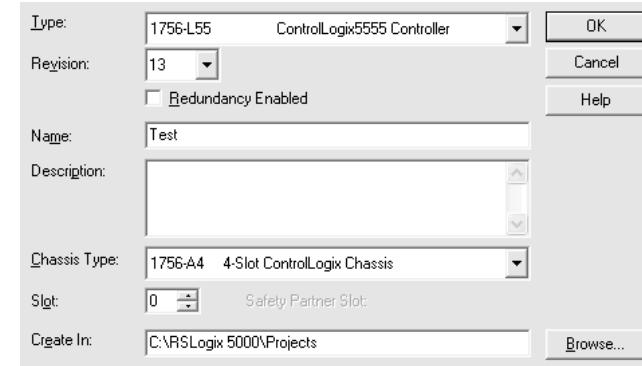 Type: 1756-L55 ControlLogix5555 Controller OK
Revision: 13 Cancel
Redundancy Enabled Help
Name: Test
Description:
Chassis Type: 1756-A4 4-Slot ControlLogix Chassis
Slot: 0 Safety Partner Slot:
Create In: C:\RSLogix 5000\Projects Browse...